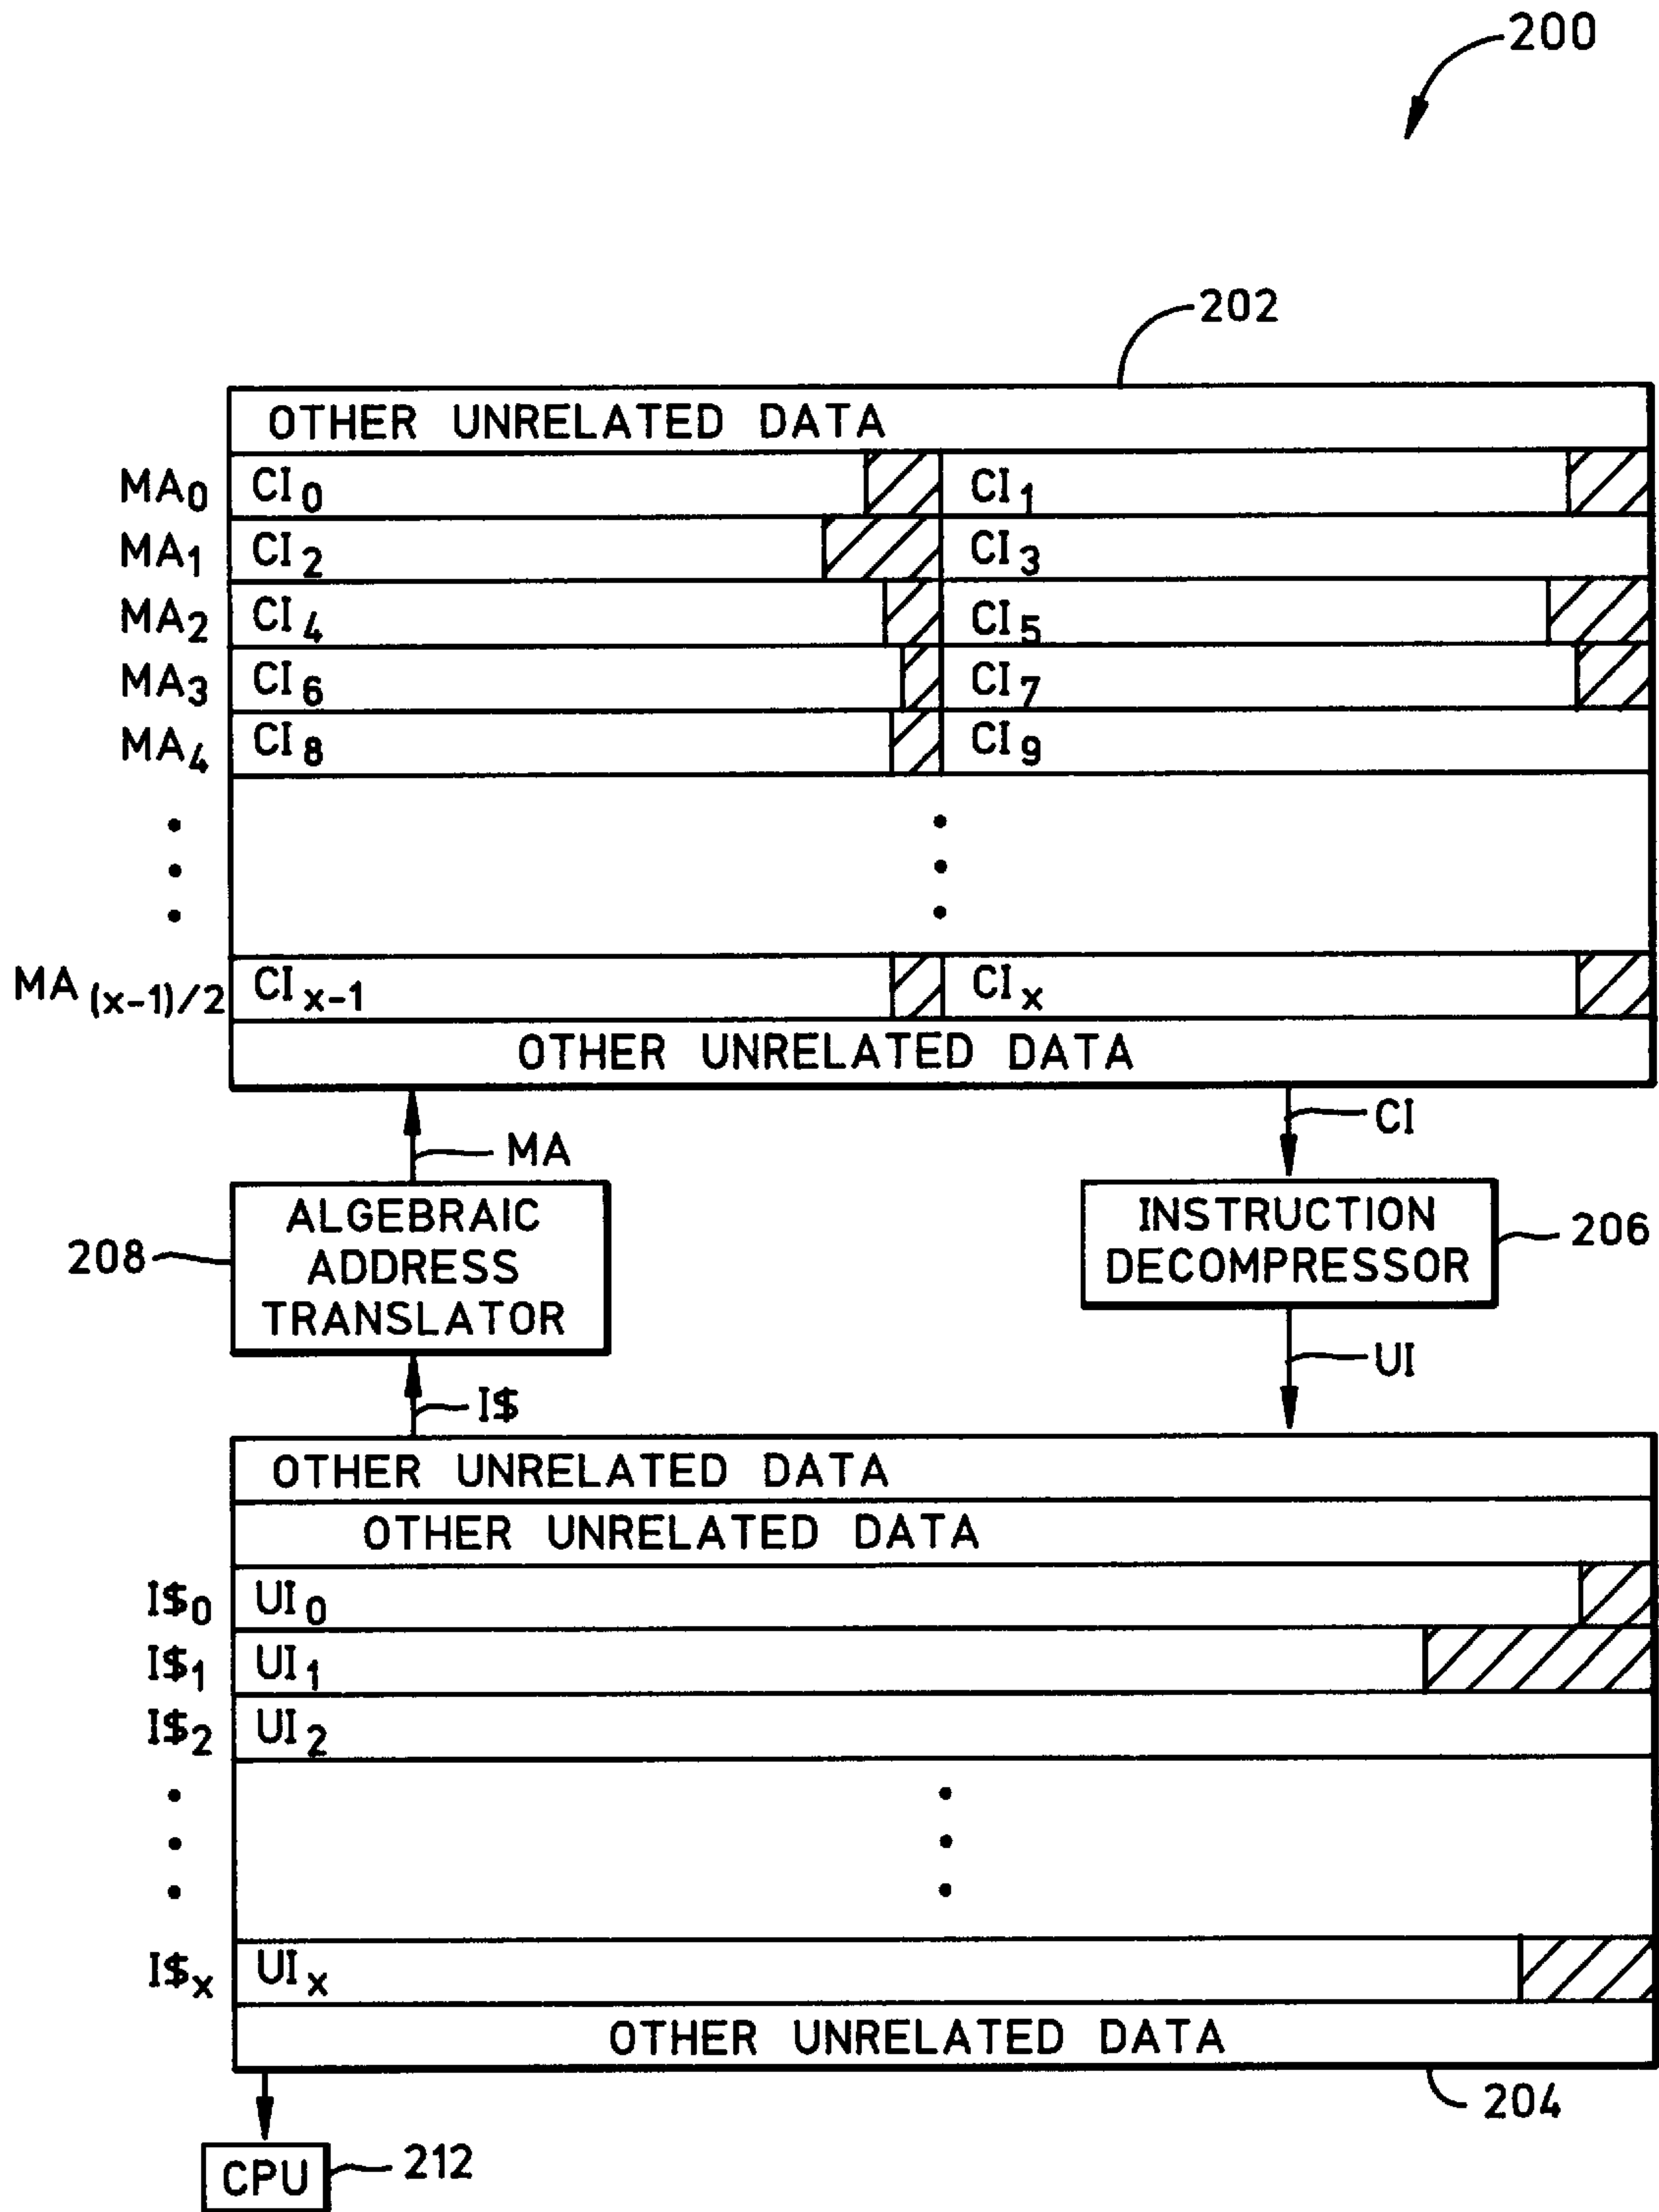 200
202
OTHER UNRELATED DATA
MA0 CI0 CI1
MA1 CI2 CI3
MA2 CI4 CI5
MA3 CI6 CI7
MA4 CI8 CI9
MA(x-1)/2 CIx-1 CIx
OTHER UNRELATED DATA
MA CI
208 ALGEBRAIC
ADDRESS
TRANSLATOR
INSTRUCTION
DECOMPRESSOR 206
I$ UI
OTHER UNRELATED DATA
OTHER UNRELATED DATA
I$0 UI0
I$1 UI1
I$2 UI2
I$x UIx
OTHER UNRELATED DATA
204
CPU 212